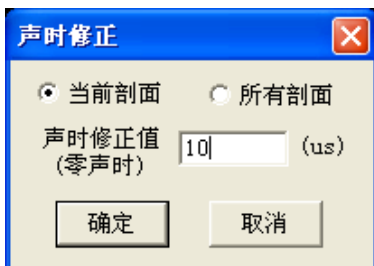 声时修正
当前剖面 所有剖面
声时修正值 10 (us)
(零声时)
确定 取消